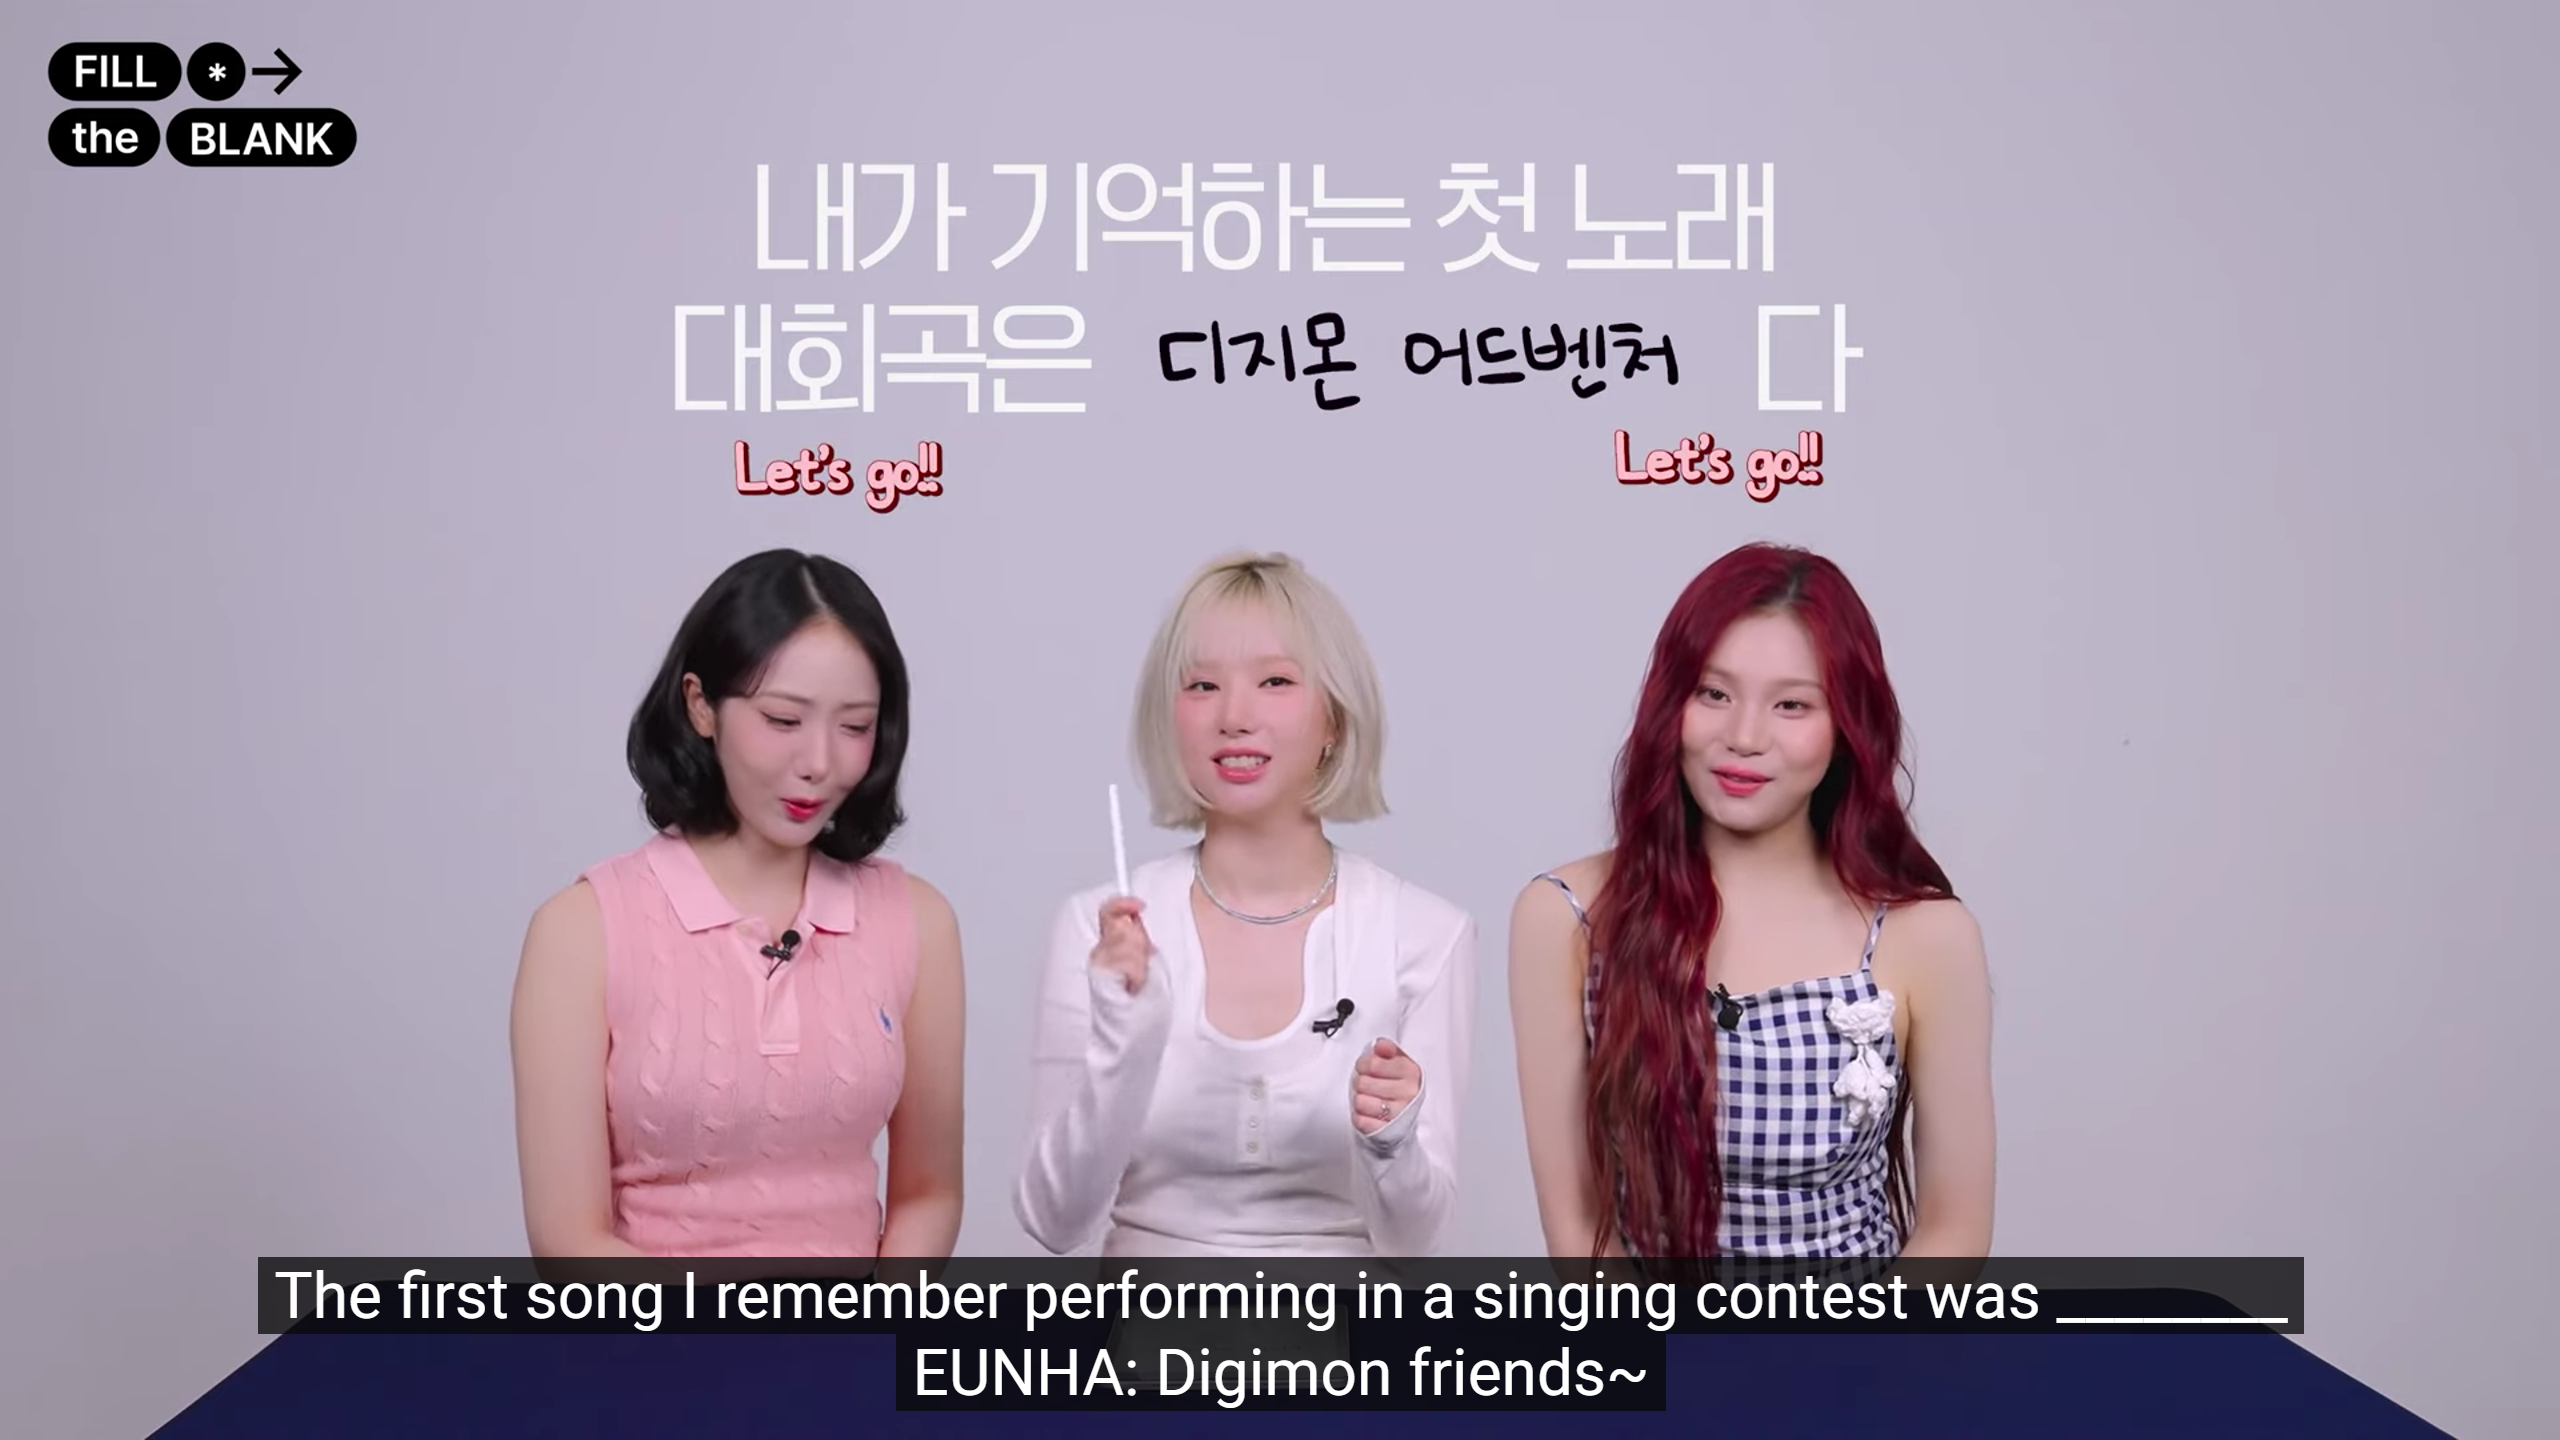 FILL * →
the BLANK
내가 기억하는 첫 노래
대회곡은 디지몬 어드벤처 다
Let's go!! Let's go!!
The first song I remember performing in a singing contest was ________
EUNHA: Digimon friends~